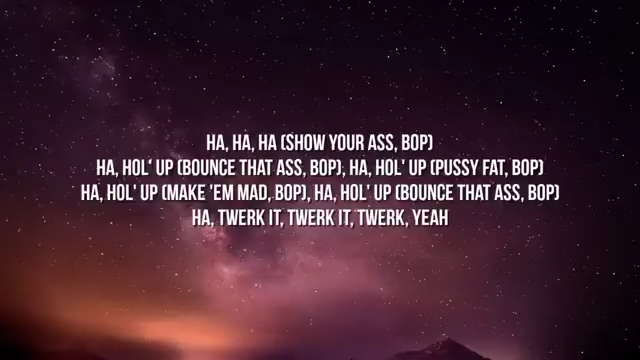 HA, HA, HA (SHOW YOUR ASS, BOP)
HA, HOL' UP (BOUNCE THAT ASS, BOP), HA, HOL' UP (PUSSY FAT, BOP)
HA, HOL' UP (MAKE 'EM MAD, BOP), HA, HOL' UP (BOUNCE THAT ASS, BOP)
HA, TWERK IT, TWERK IT, TWERK, YEAH